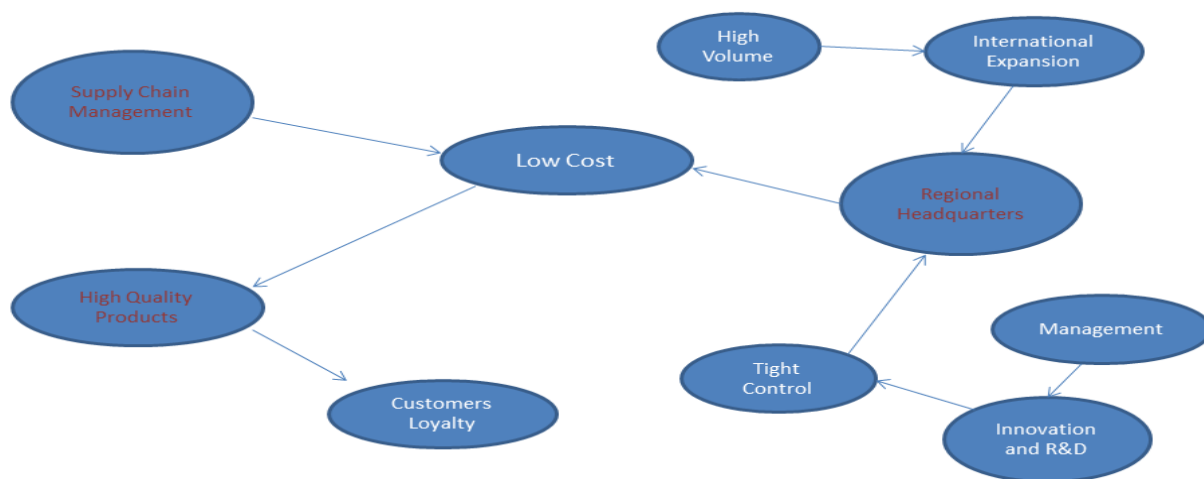 High
Volume
International
Expansion
Supply Chain
Management
Low Cost
Regional
Headquarters
High Quality
Products
Management
Tight
Control
Customers
Loyalty
Innovation
and R&D